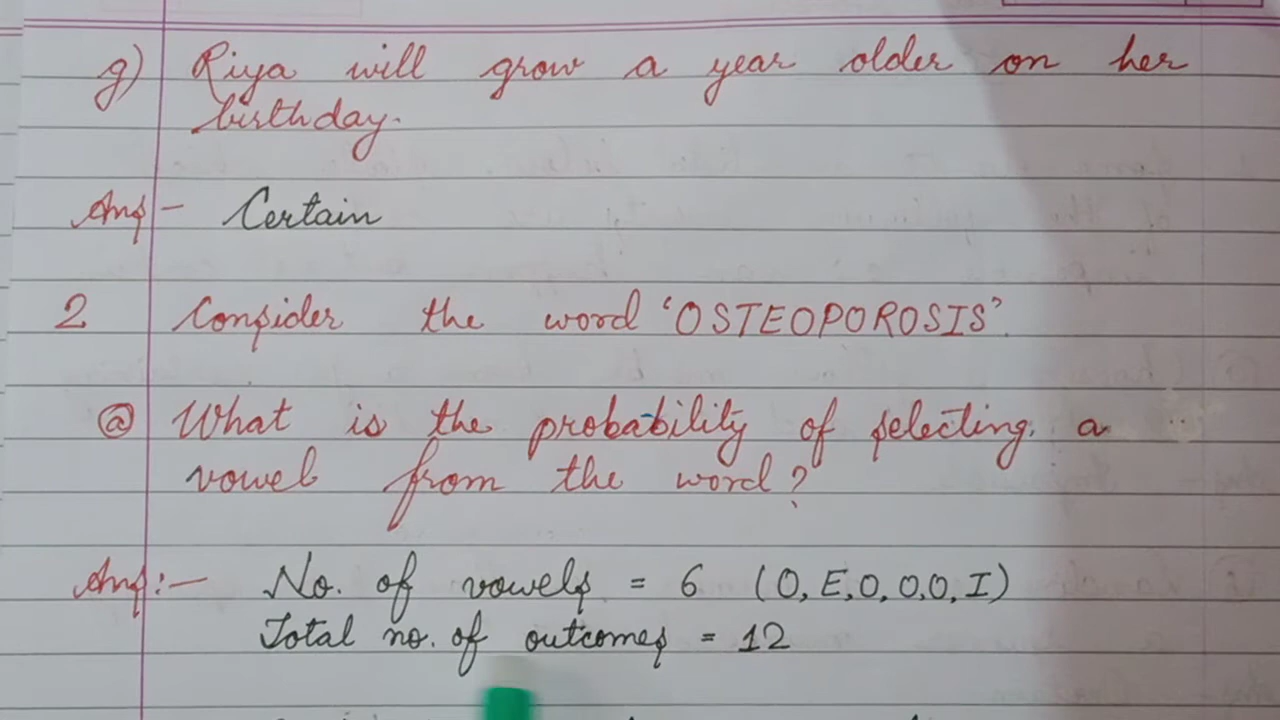 g) Riya will grow a year older on her
birthday.
Ans - Certain
2 Consider the word 'OSTEOPOROSIS'.
(a) What is the probability of selecting a
vowel from the word?
Ans :- No. of vowels = 6 (O, E, O, O, O, I)
Total no. of outcomes = 12